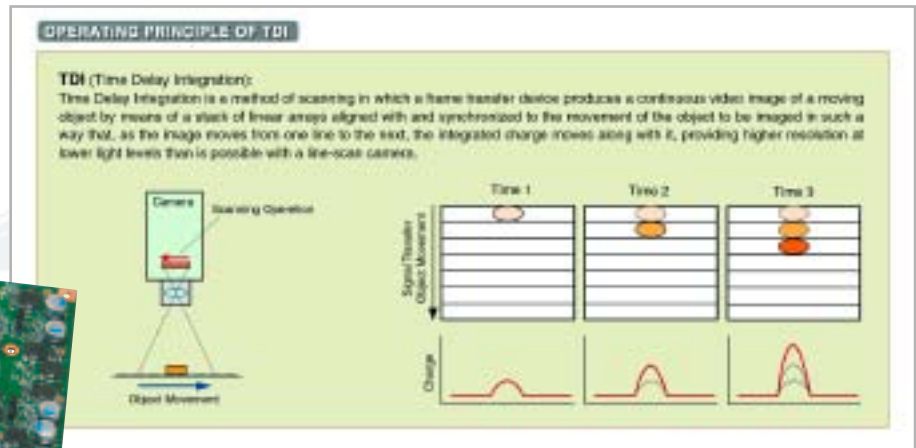 OPERATING PRINCIPLE OF TDI
TDI (Time Delay Integration):
Time Delay Integration is a method of scanning in which a frame transfer device produces a continuous video image of a moving
object by means of a stack of linear arrays aligned with and synchronized to the movement of the object to be imaged in such a
way that, as the image moves from one line to the next, the integrated charge moves along with it, providing higher resolution at
lower light levels than is possible with a line-scan camera.
Camera
Scanning Operation
Object Movement
Time 1
Time 2
Time 3
Signal Transfer
Object Movement
Charge